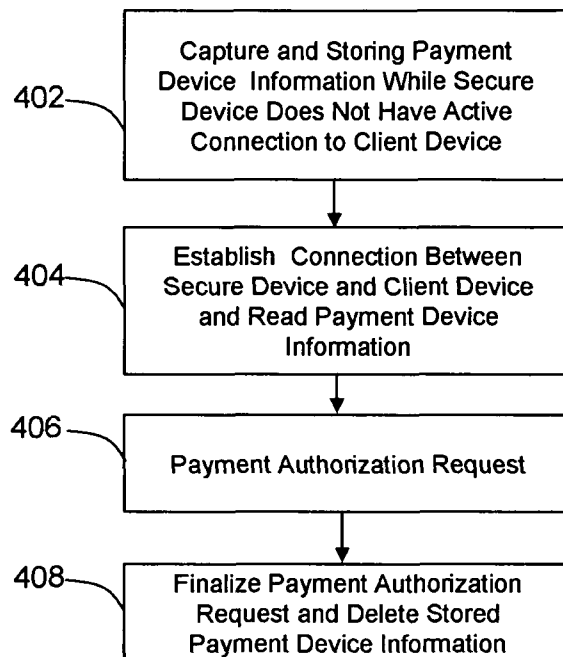 402
Capture and Storing Payment
Device Information While Secure
Device Does Not Have Active
Connection to Client Device
404
Establish Connection Between
Secure Device and Client Device
and Read Payment Device
Information
406
Payment Authorization Request
408
Finalize Payment Authorization
Request and Delete Stored
Payment Device Information